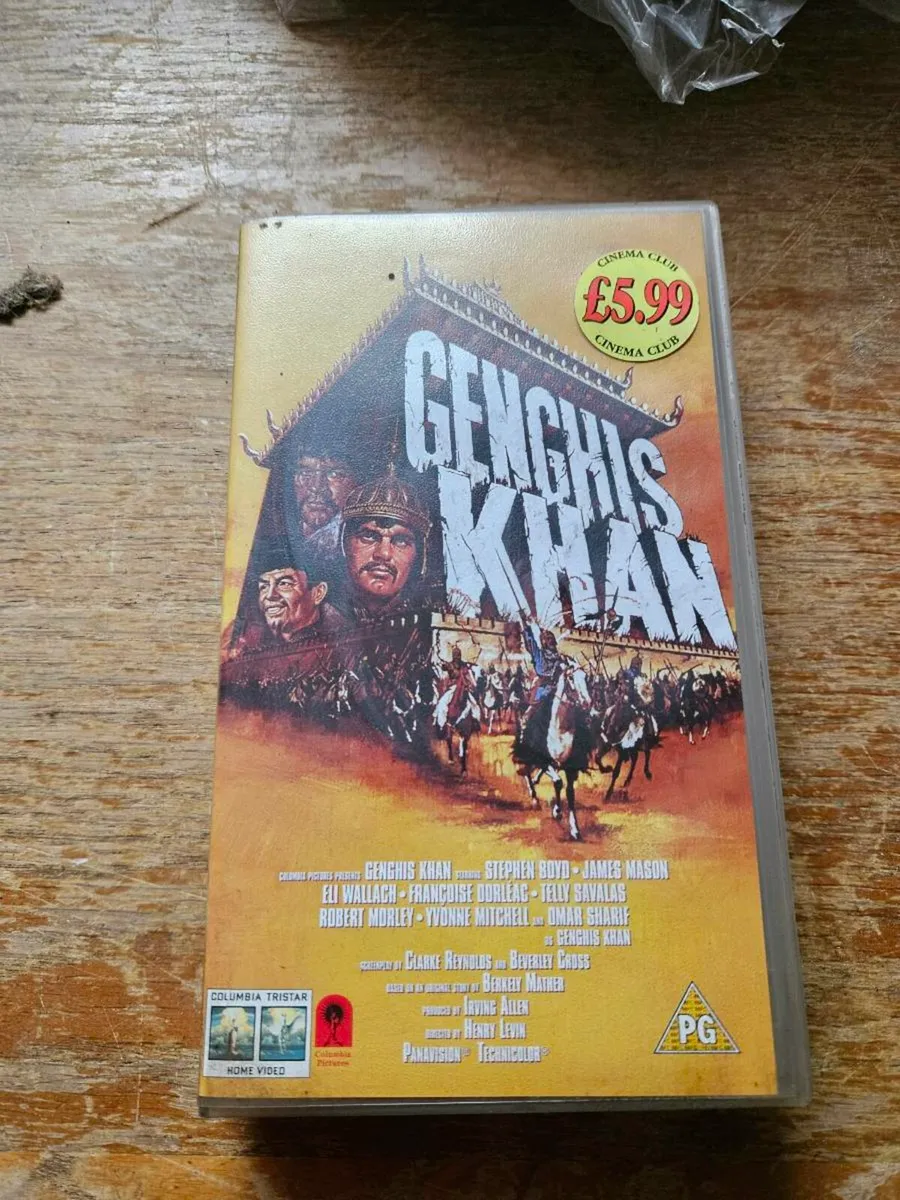 CINEMA CLUB
£5.99
CINEMA CLUB
GENGHIS
KHAN
COLUMBIA PICTURES PRESENTS GENGHIS KHAN STARRING STEPHEN BOYD • JAMES MASON
ELI WALLACH • FRANÇOISE DORLÉAC • TELLY SAVALAS
ROBERT MORLEY • YVONNE MITCHELL AND OMAR SHARIF
AS GENGHIS KHAN
SCREENPLAY BY CLARKE REYNOLDS AND BEVERLEY CROSS
BASED ON AN ORIGINAL STORY BY BERKELY MATHER
PRODUCED BY IRVING ALLEN
DIRECTED BY HENRY LEVIN
PANAVISION® TECHNICOLOR®
COLUMBIA TRISTAR
HOME VIDEO
Columbia
Pictures
PG